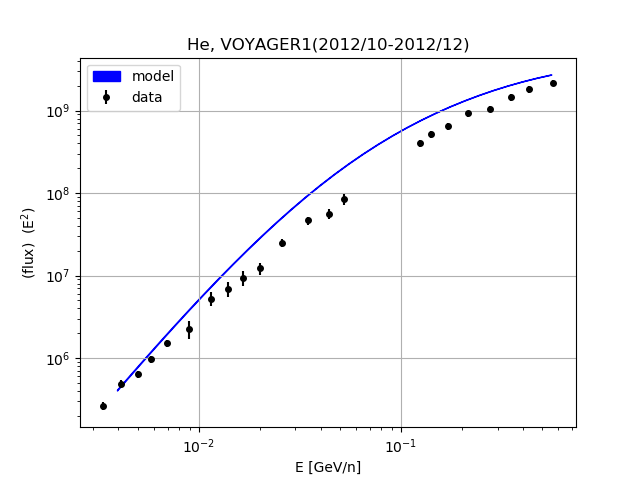 He, VOYAGER1(2012/10-2012/12)
model
data
10⁹
10⁸
10⁷
10⁶
(flux) (E²)
10⁻²
10⁻¹
E [GeV/n]